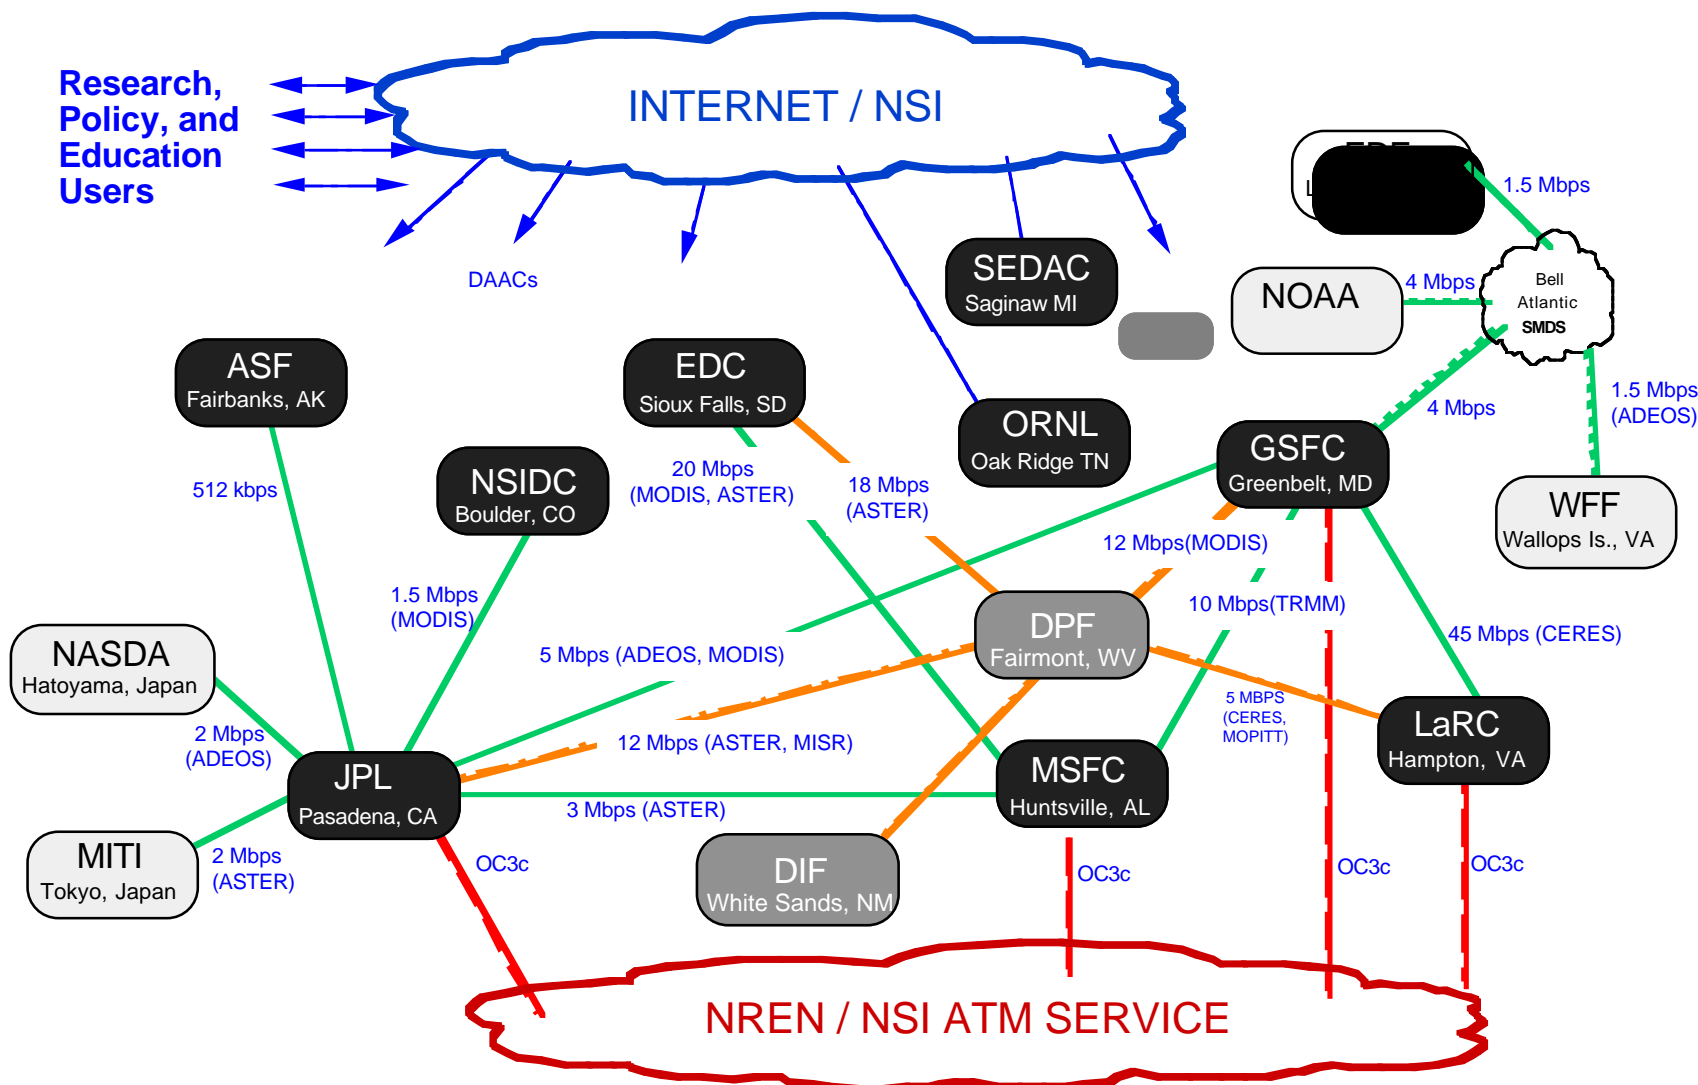 Research,
Policy, and
Education
Users
INTERNET / NSI
DAACs
1.5 Mbps
SEDAC
Saginaw MI
NOAA
4 Mbps
Bell
Atlantic
SMDS
ASF
Fairbanks, AK
EDC
Sioux Falls, SD
ORNL
Oak Ridge TN
GSFC
Greenbelt, MD
4 Mbps
1.5 Mbps
(ADEOS)
512 kbps
NSIDC
Boulder, CO
20 Mbps
(MODIS, ASTER)
18 Mbps
(ASTER)
WFF
Wallops Is., VA
12 Mbps(MODIS)
1.5 Mbps
(MODIS)
10 Mbps(TRMM)
DPF
Fairmont, WV
45 Mbps (CERES)
NASDA
Hatoyama, Japan
5 Mbps (ADEOS, MODIS)
5 MBPS
(CERES,
MOPITT)
2 Mbps
(ADEOS)
12 Mbps (ASTER, MISR)
LaRC
Hampton, VA
JPL
Pasadena, CA
MSFC
Huntsville, AL
3 Mbps (ASTER)
MITI
Tokyo, Japan
2 Mbps
(ASTER)
OC3c
DIF
White Sands, NM
OC3c
OC3c
OC3c
NREN / NSI ATM SERVICE